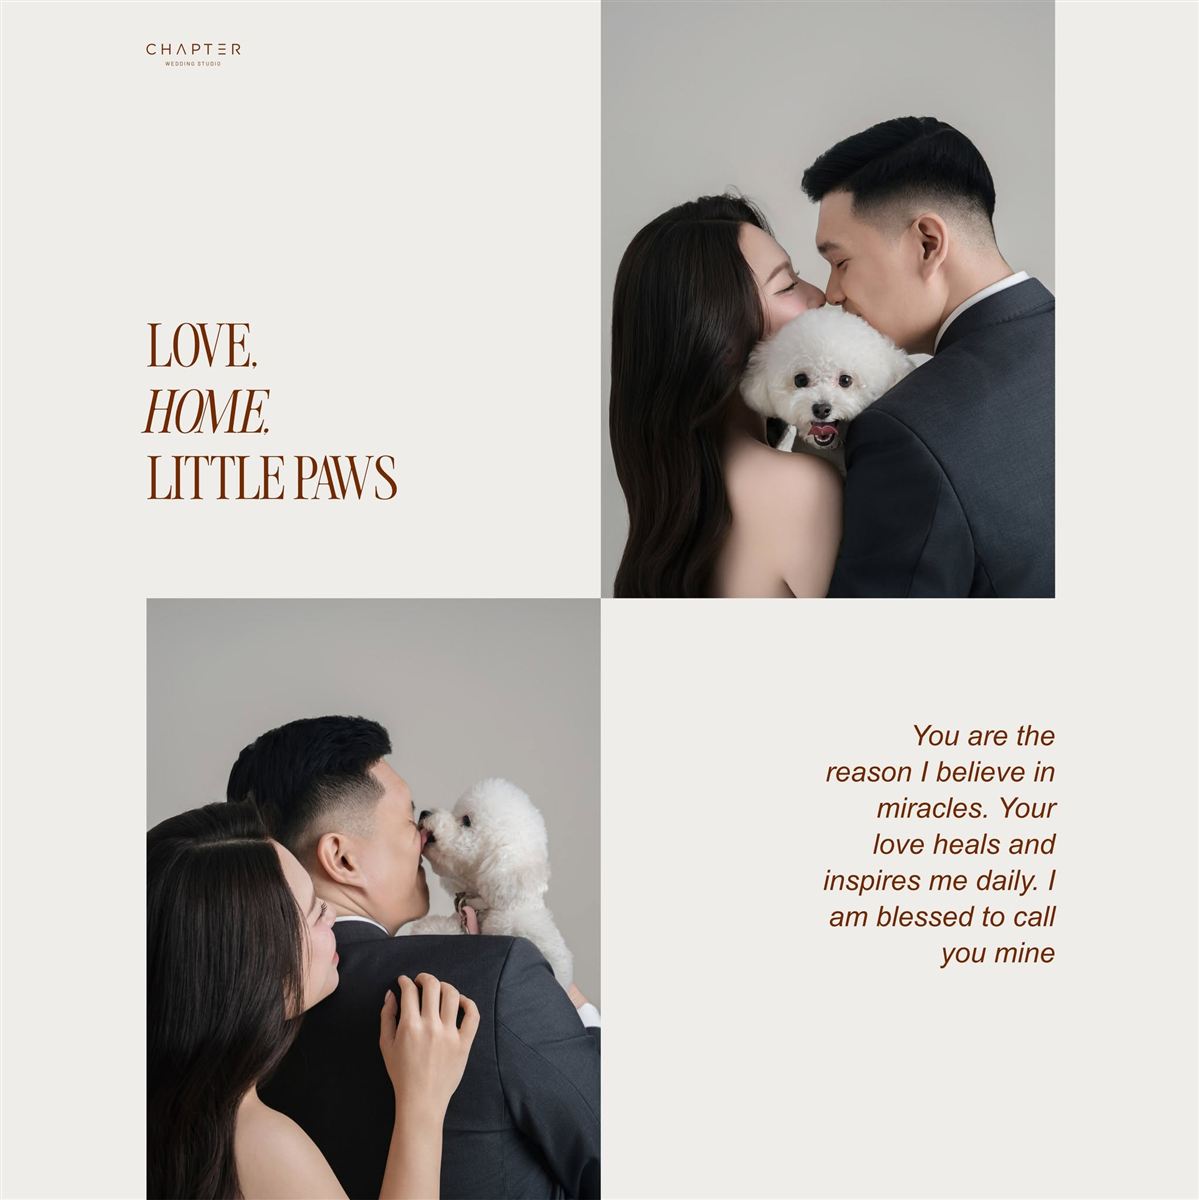 CHAPTER
WEDDING STUDIO
LOVE,
HOME,
LITTLE PAWS
You are the
reason I believe in
miracles. Your
love heals and
inspires me daily. I
am blessed to call
you mine